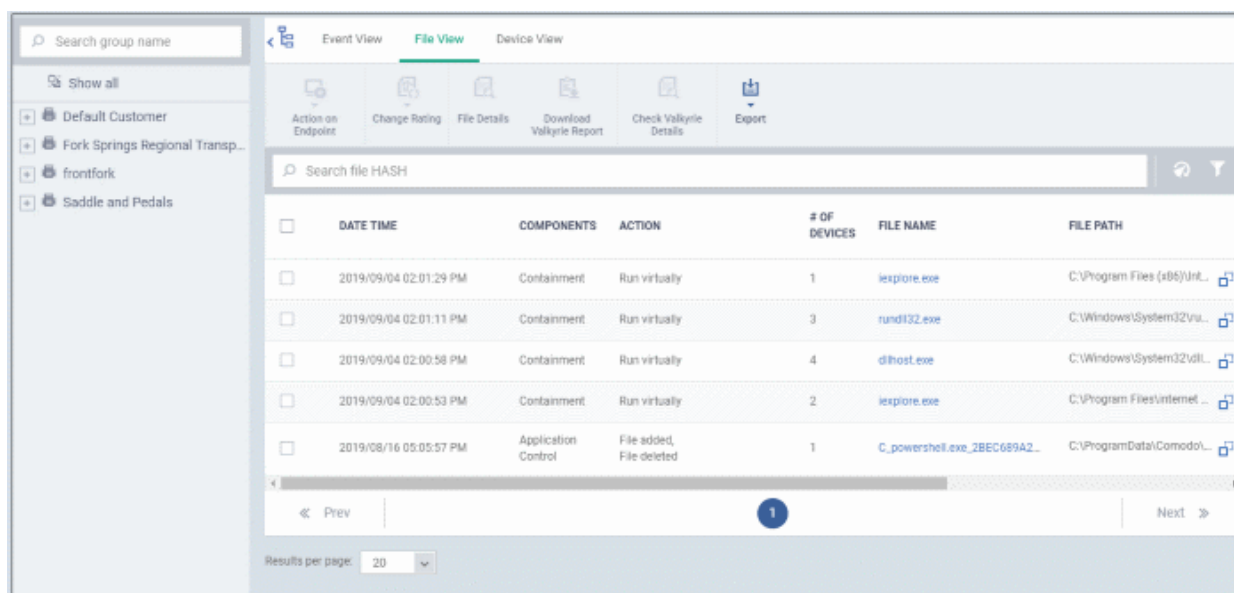 Search group name
Event View File View Device View
Show all
Default Customer
Fork Springs Regional Transp...
frontfork
Saddle and Pedals
Action on
Endpoint
Change Rating
File Details
Download
Valkyrie Report
Check Valkyrie
Details
Export
Search file HASH
DATE TIME COMPONENTS ACTION # OF
DEVICES FILE NAME FILE PATH
2019/09/04 02:01:29 PM Containment Run virtually 1 iexplore.exe C:\Program Files (x86)\Int...
2019/09/04 02:01:11 PM Containment Run virtually 3 rundll32.exe C:\Windows\System32\ru...
2019/09/04 02:00:58 PM Containment Run virtually 4 dllhost.exe C:\Windows\System32\dll...
2019/09/04 02:00:53 PM Containment Run virtually 2 iexplore.exe C:\Program Files\internet ...
2019/08/16 05:05:57 PM Application
Control File added,
File deleted 1 C_powershell.exe_2BEC689A2... C:\ProgramData\Comodo\...
Prev 1 Next
Results per page: 20